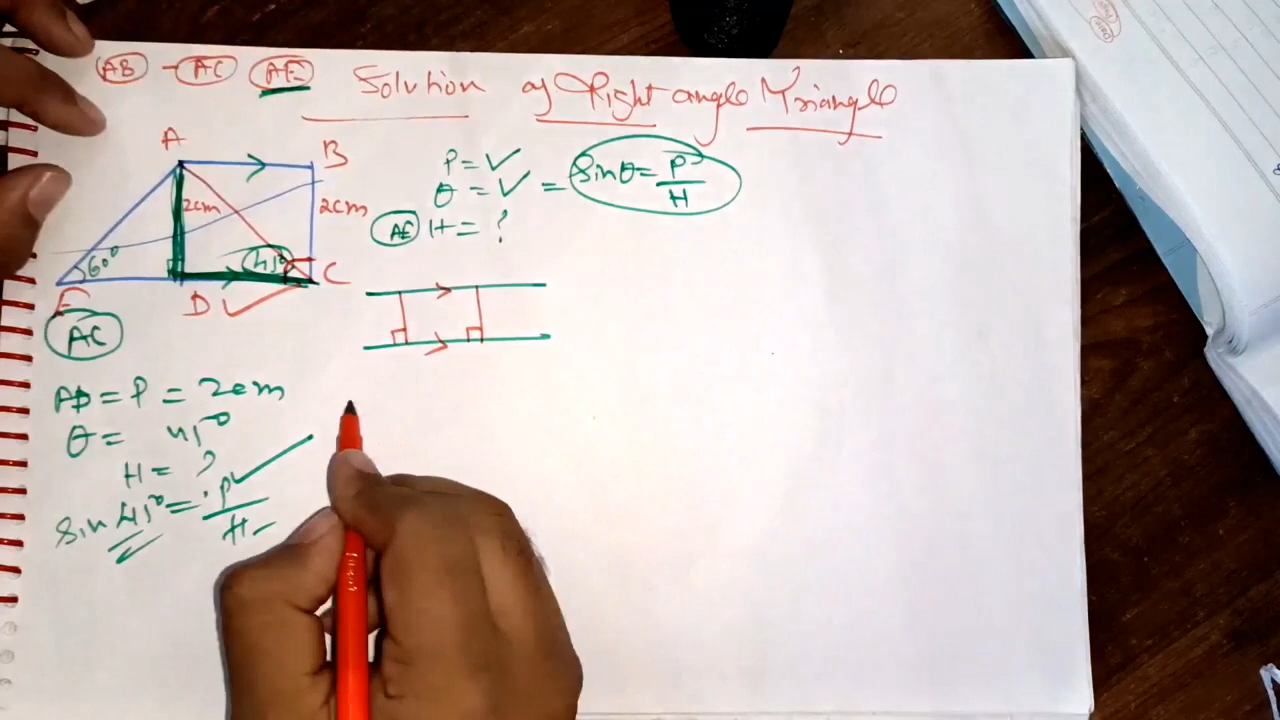 AB - AC AE
Solution of Right angle Triangle
A B
P = ✓
θ = ✓ = Sinθ = P/H
2cm 2cm
AE H = ?
60° 45° C
E D
AC
AD = P = 2cm
θ = 45°
H = ?
Sin 45° = P/H